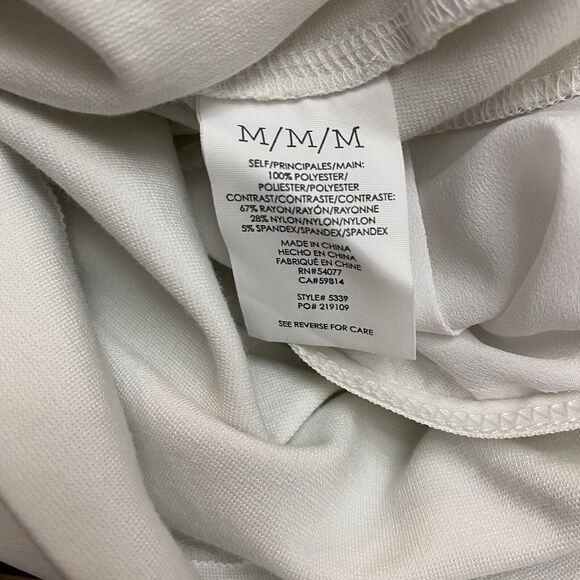 M/M/M
SELF/PRINCIPALES/MAIN:
100% POLYESTER/
POLIESTER/POLYESTER
CONTRAST/CONTRASTE/CONTRASTE:
67% RAYON/RAYÓN/RAYONNE
28% NYLON/NYLON/NYLON
5% SPANDEX/SPANDEX/SPANDEX
MADE IN CHINA
HECHO EN CHINA
FABRIQUÉ EN CHINE
RN#54077
CA#59814
STYLE# 5339
PO# 219109
SEE REVERSE FOR CARE